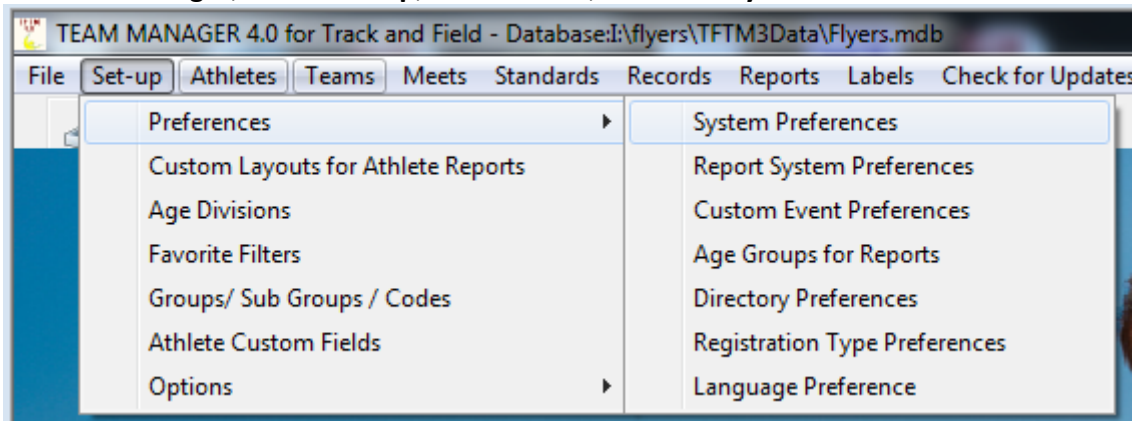 TEAM MANAGER 4.0 for Track and Field - Database:I:\flyers\TFTM3Data\Flyers.mdb
File Set-up Athletes Teams Meets Standards Records Reports Labels Check for Updates
Preferences System Preferences
Custom Layouts for Athlete Reports Report System Preferences
Age Divisions Custom Event Preferences
Favorite Filters Age Groups for Reports
Groups/ Sub Groups / Codes Directory Preferences
Athlete Custom Fields Registration Type Preferences
Options Language Preference